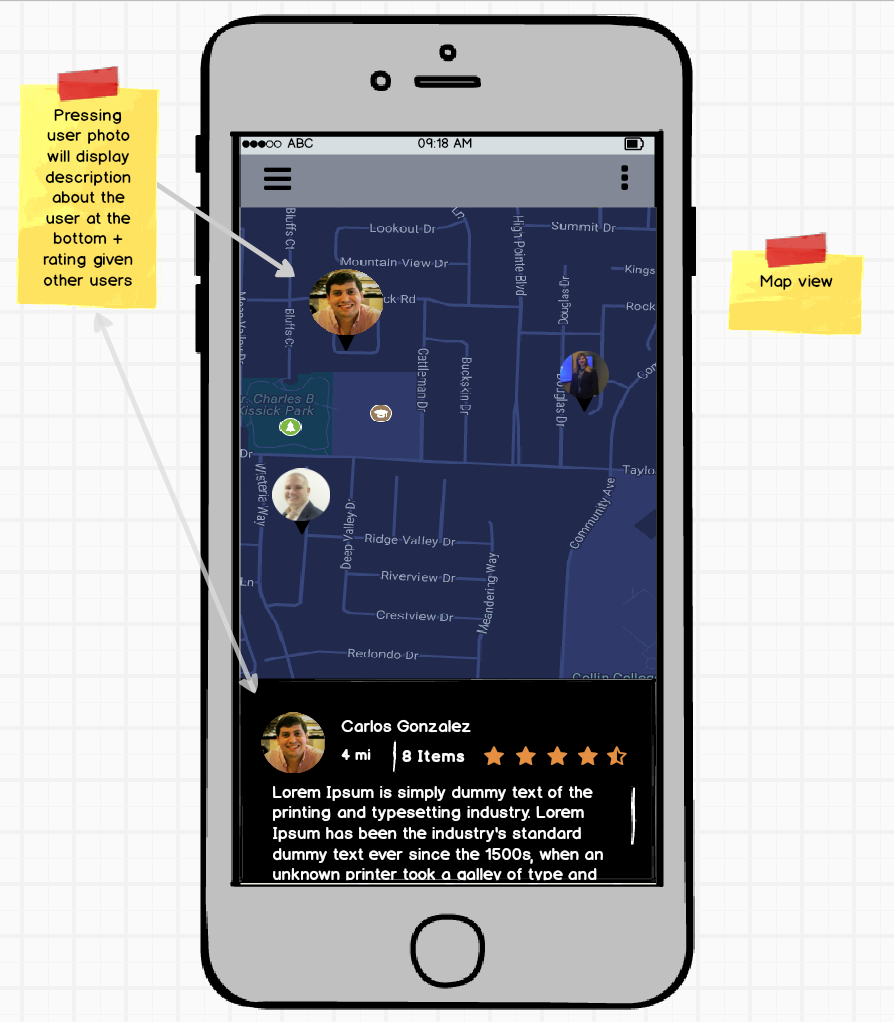 Pressing
user photo
will display
description
about the
user at the
bottom +
rating given
other users
Map view
ABC 09:18 AM
Bluffs Ct
Lookout Dr
Ln
High Pointe Blvd
Summit Dr
Mountain View Dr
Kings
ck Rd
Douglas Dr
Rock
Bluffs Ct
Cattleman Dr
Buckskin Dr
Douglas Dr
r. Charles B
Kissick Park
Dr
Taylo
Wisteria Way
Deep Valley Dr
Community Ave
Ridge Valley Dr
Riverview Dr
Ln
Meandering Way
Crestview Dr
Redondo Dr
Collin Colleg
Carlos Gonzalez
4 mi 8 Items
Lorem Ipsum is simply dummy text of the
printing and typesetting industry. Lorem
Ipsum has been the industry's standard
dummy text ever since the 1500s, when an
unknown printer took a galley of type and